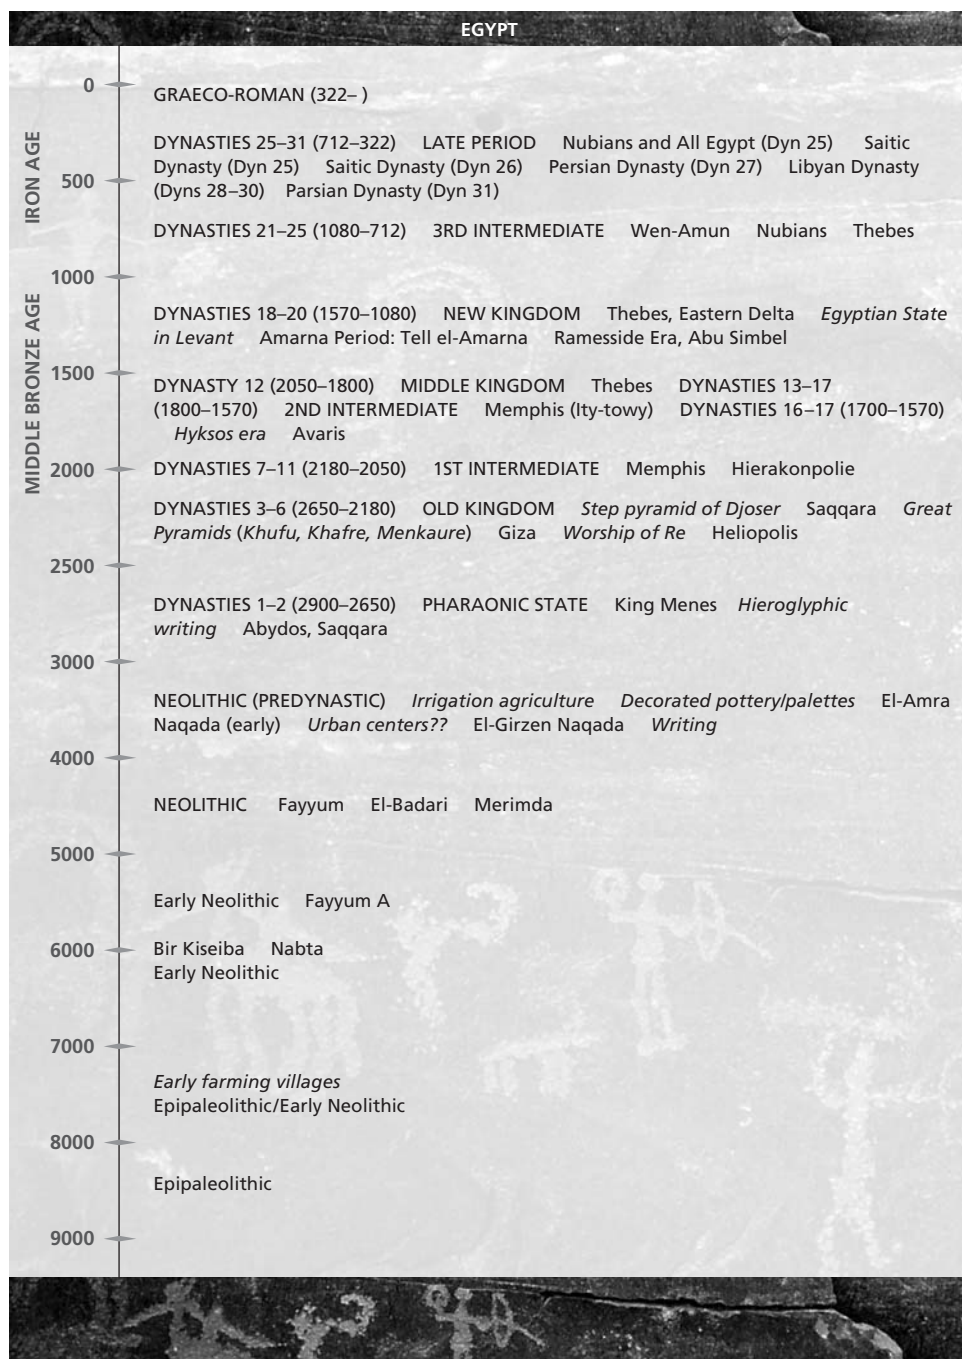 EGYPT
0
GRAECO-ROMAN (322– )
IRON AGE
DYNASTIES 25–31 (712–322) LATE PERIOD Nubians and All Egypt (Dyn 25) Saitic
Dynasty (Dyn 25) Saitic Dynasty (Dyn 26) Persian Dynasty (Dyn 27) Libyan Dynasty
500
(Dyns 28–30) Parsian Dynasty (Dyn 31)
DYNASTIES 21–25 (1080–712) 3RD INTERMEDIATE Wen-Amun Nubians Thebes
1000
MIDDLE BRONZE AGE
DYNASTIES 18–20 (1570–1080) NEW KINGDOM Thebes, Eastern Delta Egyptian State
in Levant Amarna Period: Tell el-Amarna Ramesside Era, Abu Simbel
1500
DYNASTY 12 (2050–1800) MIDDLE KINGDOM Thebes DYNASTIES 13–17
(1800–1570) 2ND INTERMEDIATE Memphis (Ity-towy) DYNASTIES 16–17 (1700–1570)
Hyksos era Avaris
2000
DYNASTIES 7–11 (2180–2050) 1ST INTERMEDIATE Memphis Hierakonpolie
DYNASTIES 3–6 (2650–2180) OLD KINGDOM Step pyramid of Djoser Saqqara Great
Pyramids (Khufu, Khafre, Menkaure) Giza Worship of Re Heliopolis
2500
DYNASTIES 1–2 (2900–2650) PHARAONIC STATE King Menes Hieroglyphic
writing Abydos, Saqqara
3000
NEOLITHIC (PREDYNASTIC) Irrigation agriculture Decorated pottery/palettes El-Amra
Naqada (early) Urban centers?? El-Girzen Naqada Writing
4000
NEOLITHIC Fayyum El-Badari Merimda
5000
Early Neolithic Fayyum A
6000
Bir Kiseiba Nabta
Early Neolithic
7000
Early farming villages
Epipaleolithic/Early Neolithic
8000
Epipaleolithic
9000